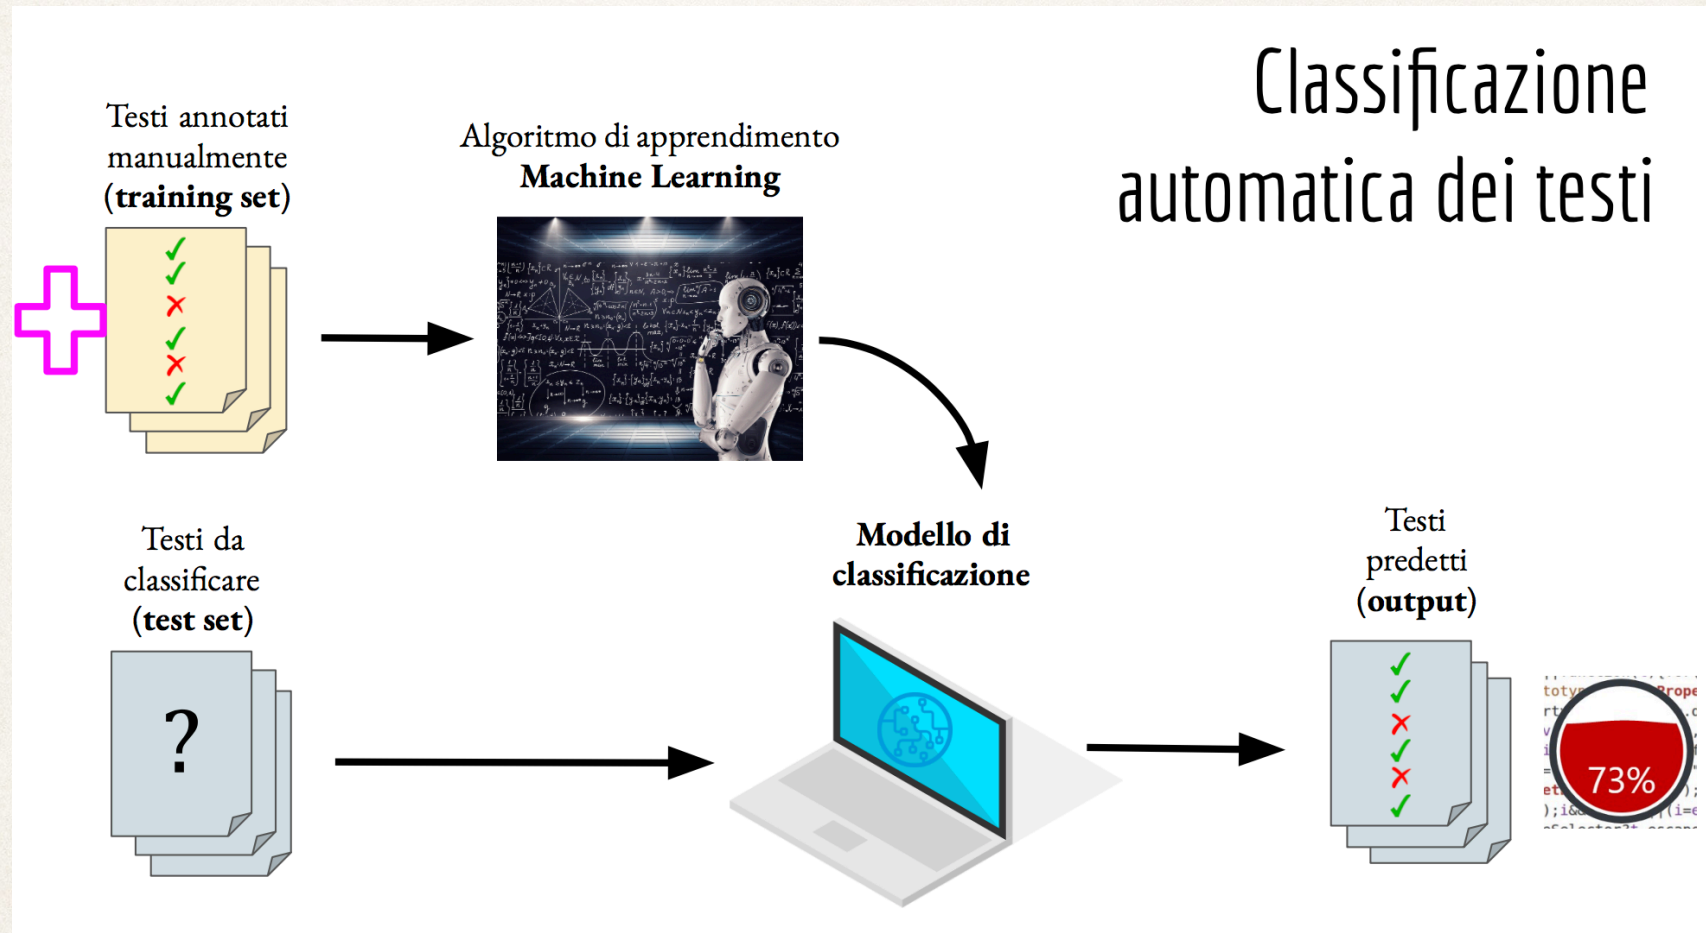 Classificazione
automatica dei testi
Testi annotati
manualmente
(training set)
Algoritmo di apprendimento
Machine Learning
Testi da
classificare
(test set)
?
Modello di
classificazione
Testi
predetti
(output)
73%